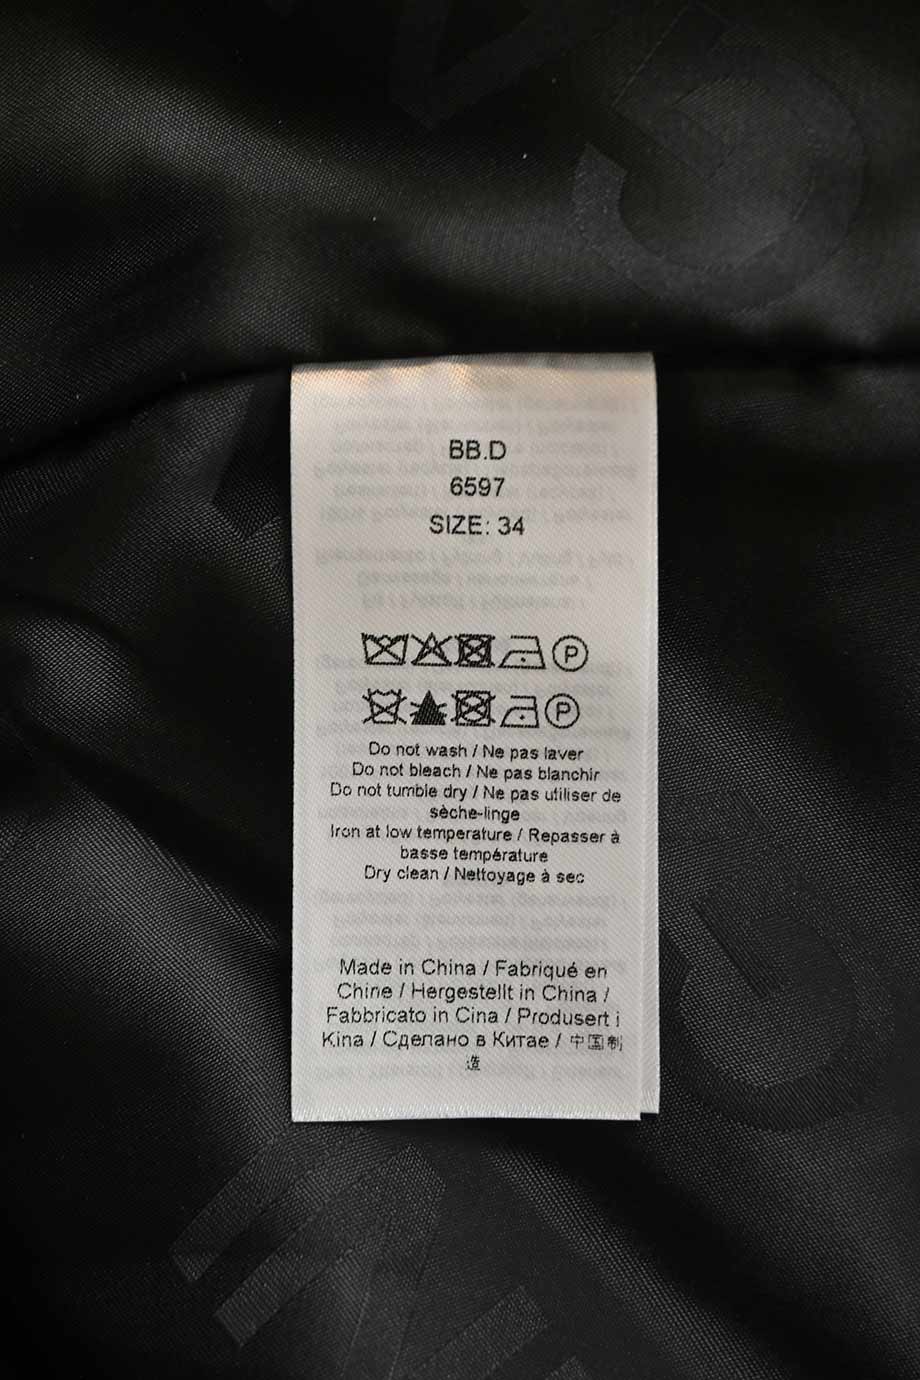 BB.D
6597
SIZE: 34
P
P
Do not wash / Ne pas laver
Do not bleach / Ne pas blanchir
Do not tumble dry / Ne pas utiliser de
sèche-linge
Iron at low temperature / Repasser à
basse température
Dry clean / Nettoyage à sec
Made in China / Fabriqué en
Chine / Hergestellt in China /
Fabbricato in Cina / Produsert i
Kina / Сделано в Китае / 中国制
造